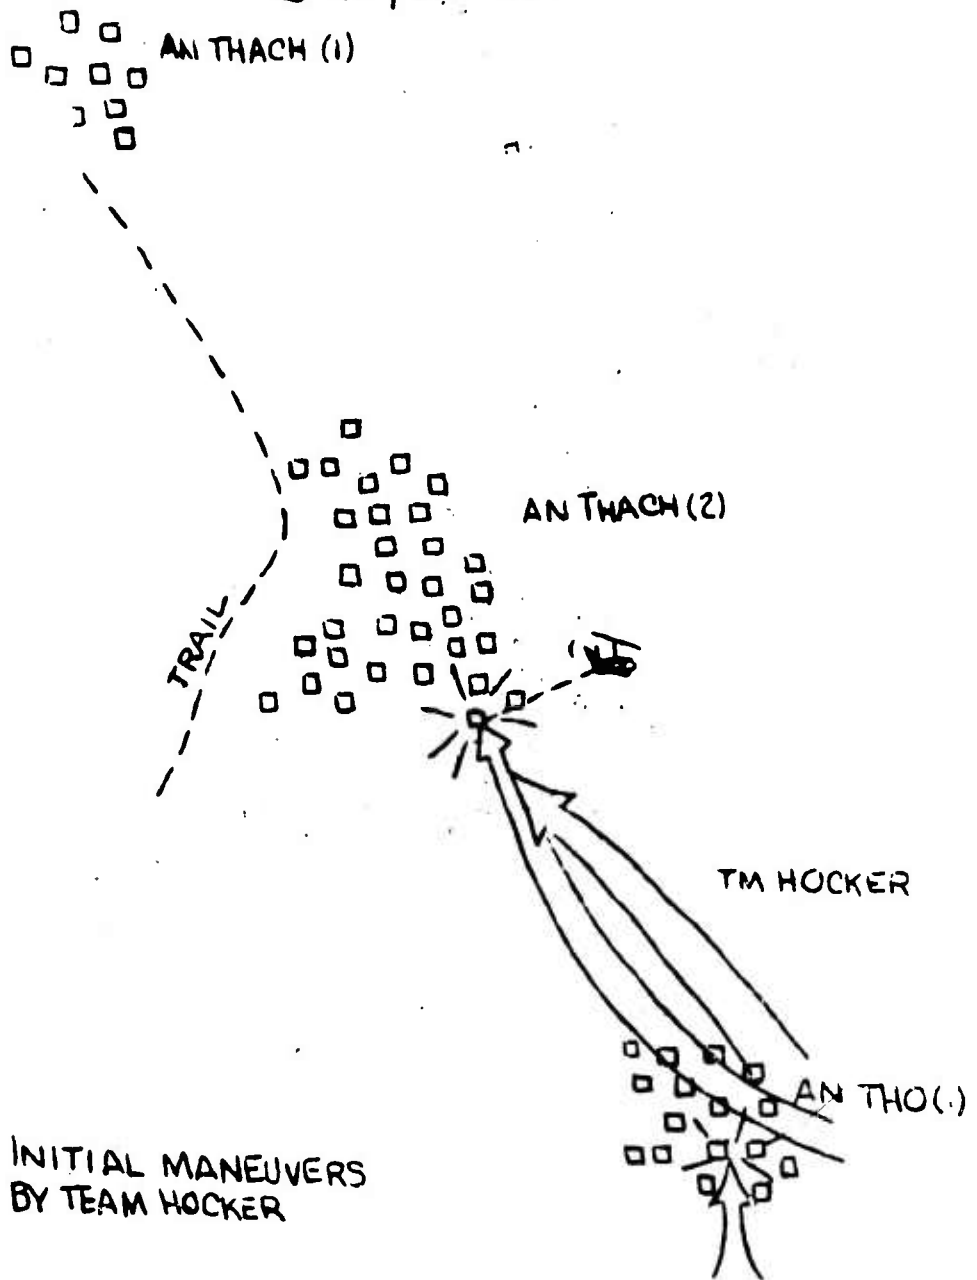 AN THACH (1)
AN THACH (2)
TRAIL
TM HOCKER
AN THO(.)
INITIAL MANEUVERS
BY TEAM HOCKER